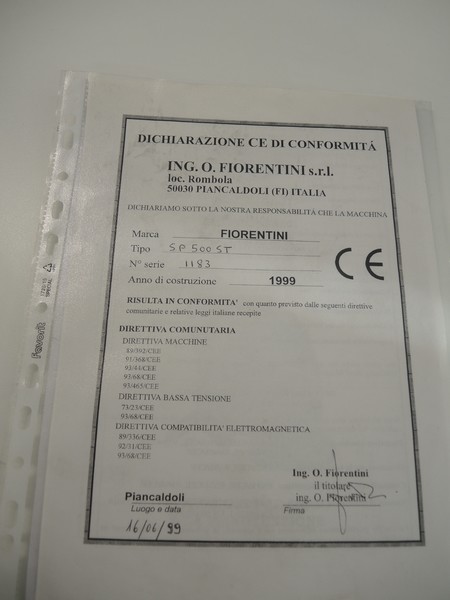 DICHIARAZIONE CE DI CONFORMITÀ
ING. O. FIORENTINI s.r.l.
loc. Rombola
50030 PIANCALDOLI (FI) ITALIA
DICHIARIAMO SOTTO LA NOSTRA RESPONSABILITÀ CHE LA MACCHINA
Marca FIORENTINI
Tipo SP 500 ST
N° serie 1183
CE
Anno di costruzione 1999
RISULTA IN CONFORMITA' con quanto previsto dalle seguenti direttive
comunitarie e relative leggi italiane recepita
DIRETTIVA COMUNUTARIA
DIRETTIVA MACCHINE
89/392/CEE
91/368/CEE
93/44/CEE
93/68/CEE
93/465/CEE
DIRETTIVA BASSA TENSIONE
73/23/CEE
93/68/CEE
DIRETTIVA COMPATIBILITA' ELETTROMAGNETICA
89/336/CEE
92/31/CEE
93/68/CEE
Ing. O. Fiorentini
il titolare
ing. O. Fiorentini
Piancaldoli
Luogo e data
Firma
16/06/99
Favorit
SPECIAL